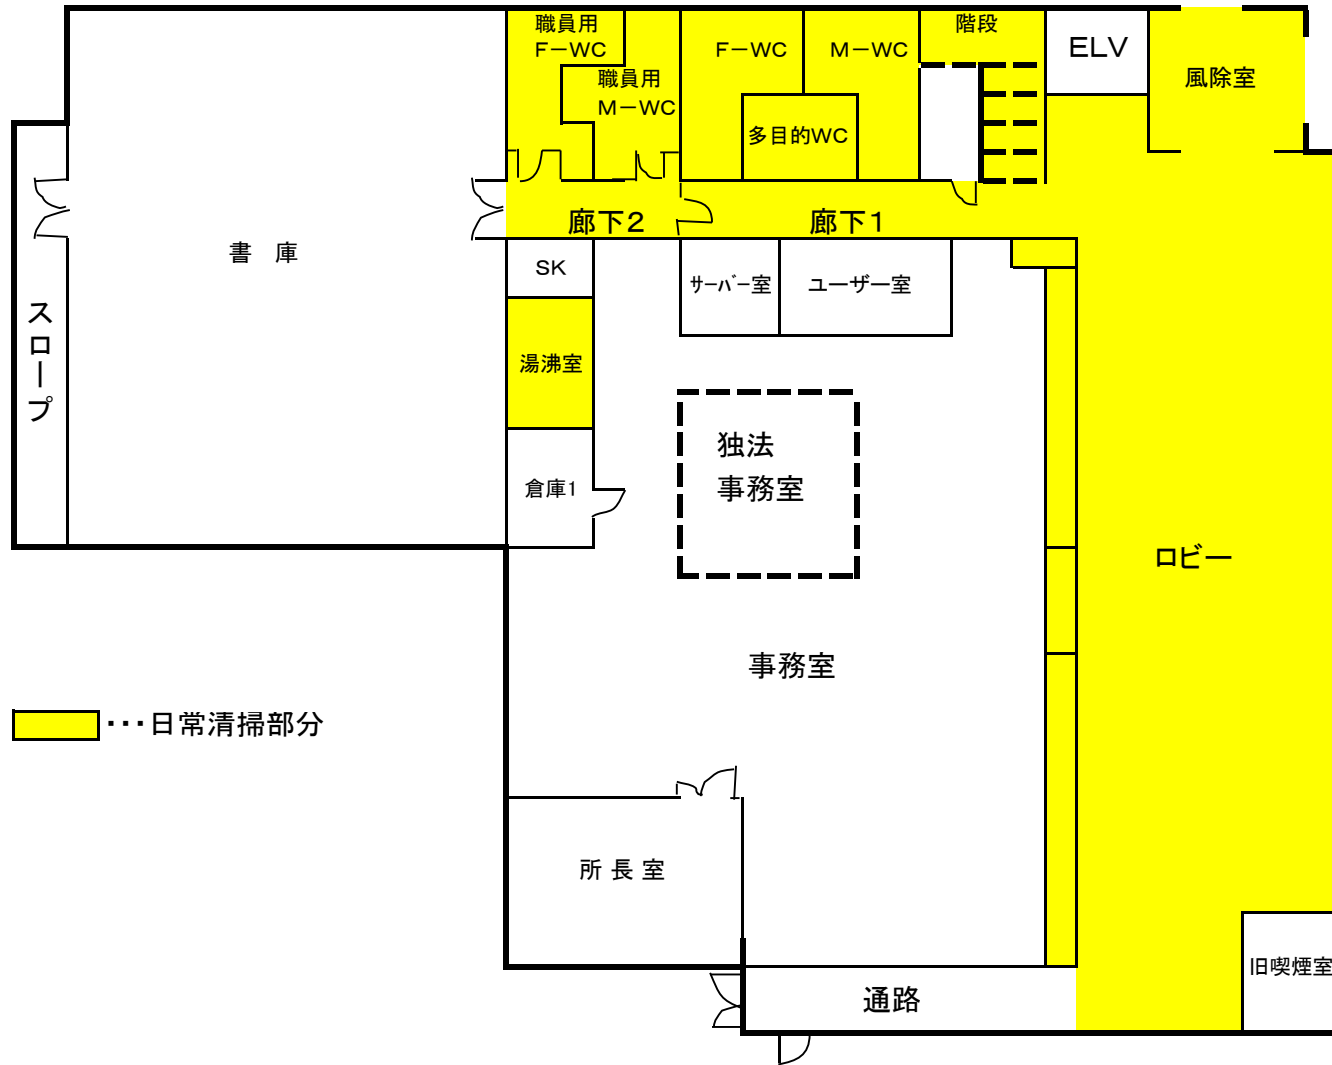 職員用
F－WC
職員用
M－WC
F－WC
M－WC
多目的WC
階段
ELV
風除室
廊下2
廊下1
書　庫
SK
サーバー室
ユーザー室
スロープ
湯沸室
独法
事務室
倉庫1
ロビー
事務室
・・・日常清掃部分
所 長 室
旧喫煙室
通路